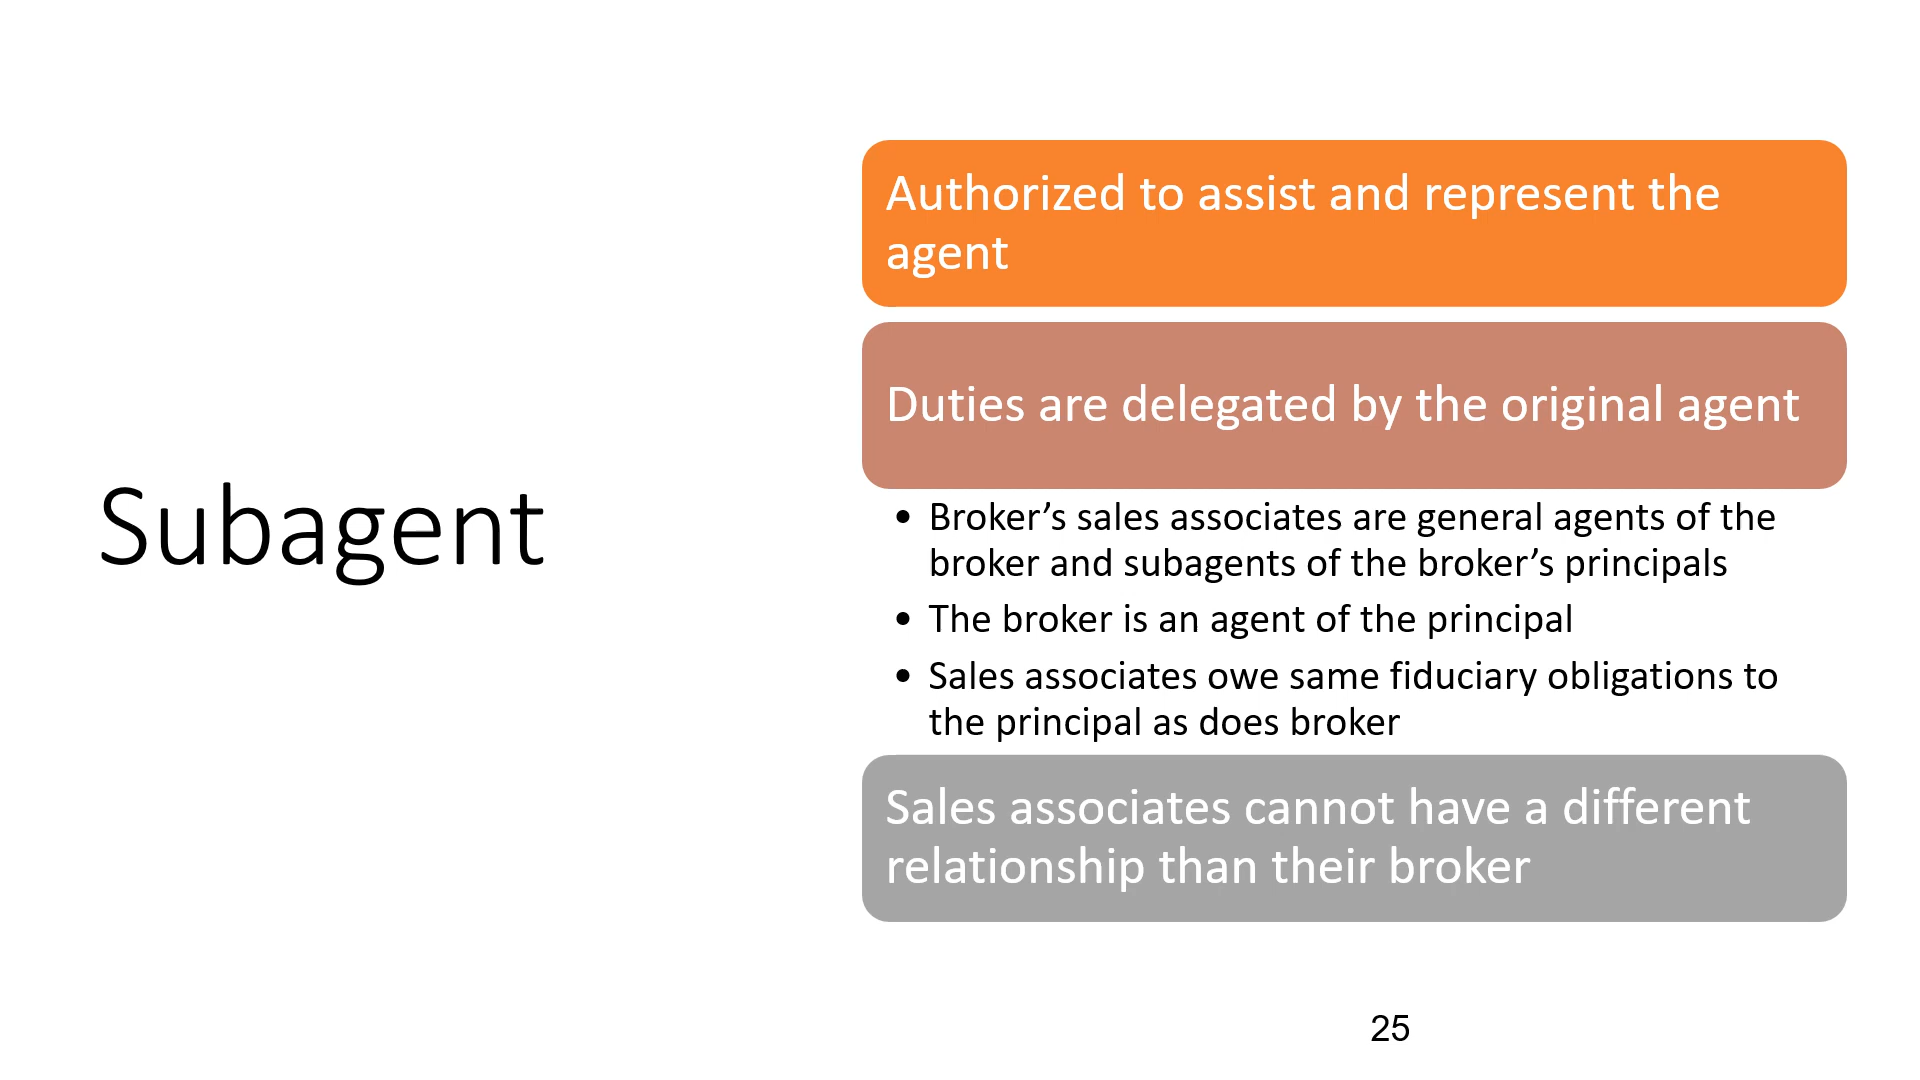 Subagent
Authorized to assist and represent the
agent
Duties are delegated by the original agent
• Broker’s sales associates are general agents of the
broker and subagents of the broker’s principals
• The broker is an agent of the principal
• Sales associates owe same fiduciary obligations to
the principal as does broker
Sales associates cannot have a different
relationship than their broker
25